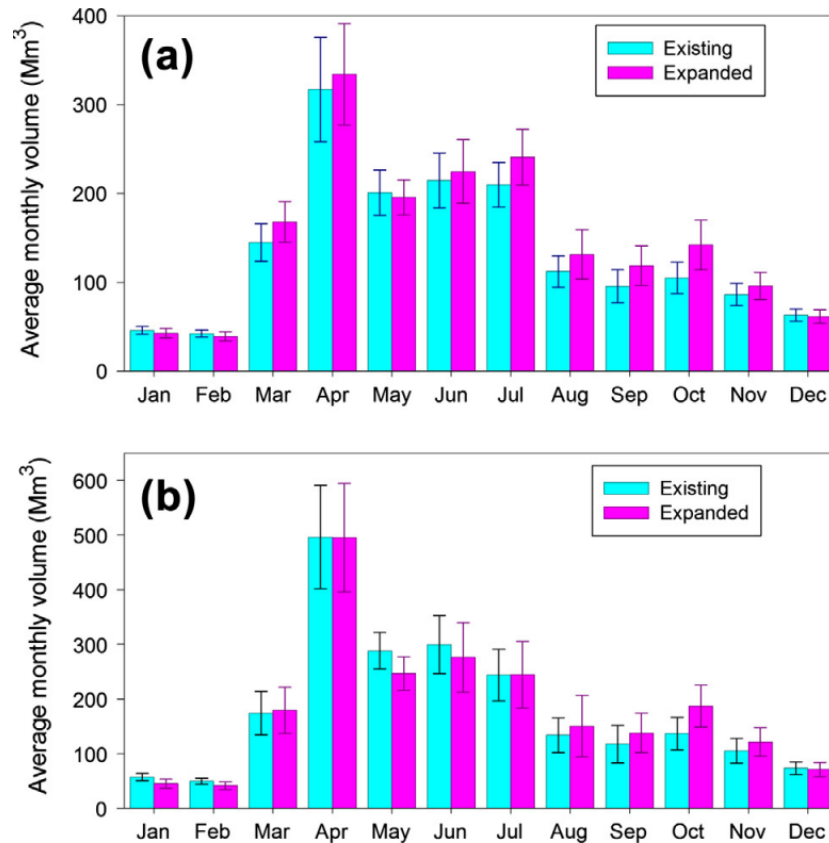 (a)
Average monthly volume (Mm³)
400
300
200
100
0
Existing
Expanded
Jan Feb Mar Apr May Jun Jul Aug Sep Oct Nov Dec
(b)
Average monthly volume (Mm³)
600
500
400
300
200
100
0
Existing
Expanded
Jan Feb Mar Apr May Jun Jul Aug Sep Oct Nov Dec